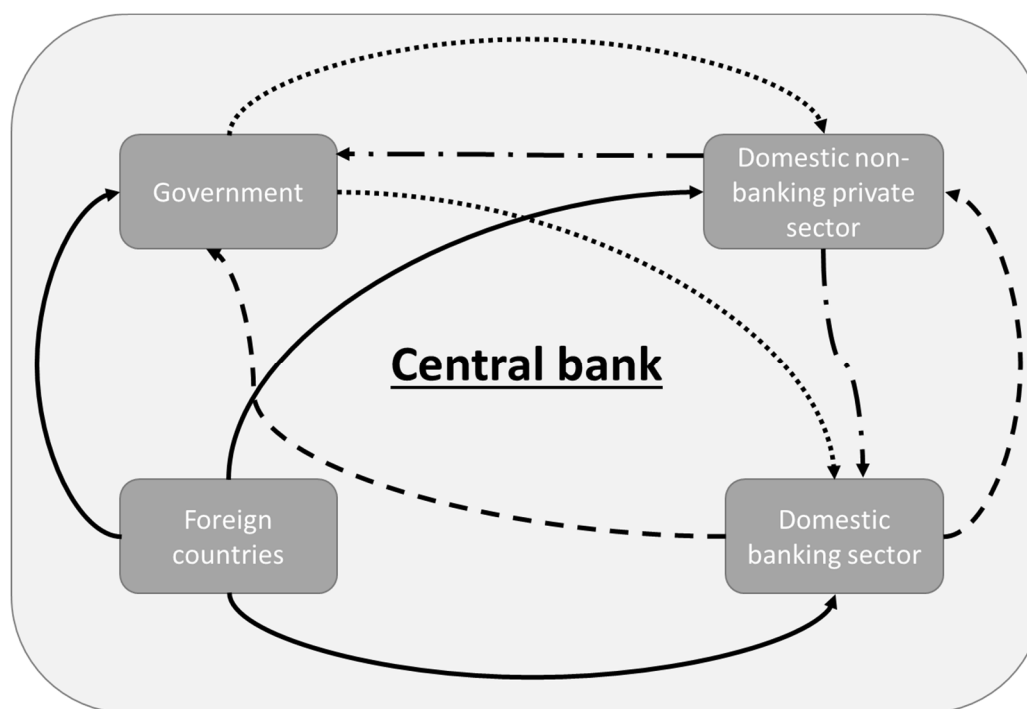 Government
Domestic non-
banking private
sector
Central bank
Foreign
countries
Domestic
banking sector